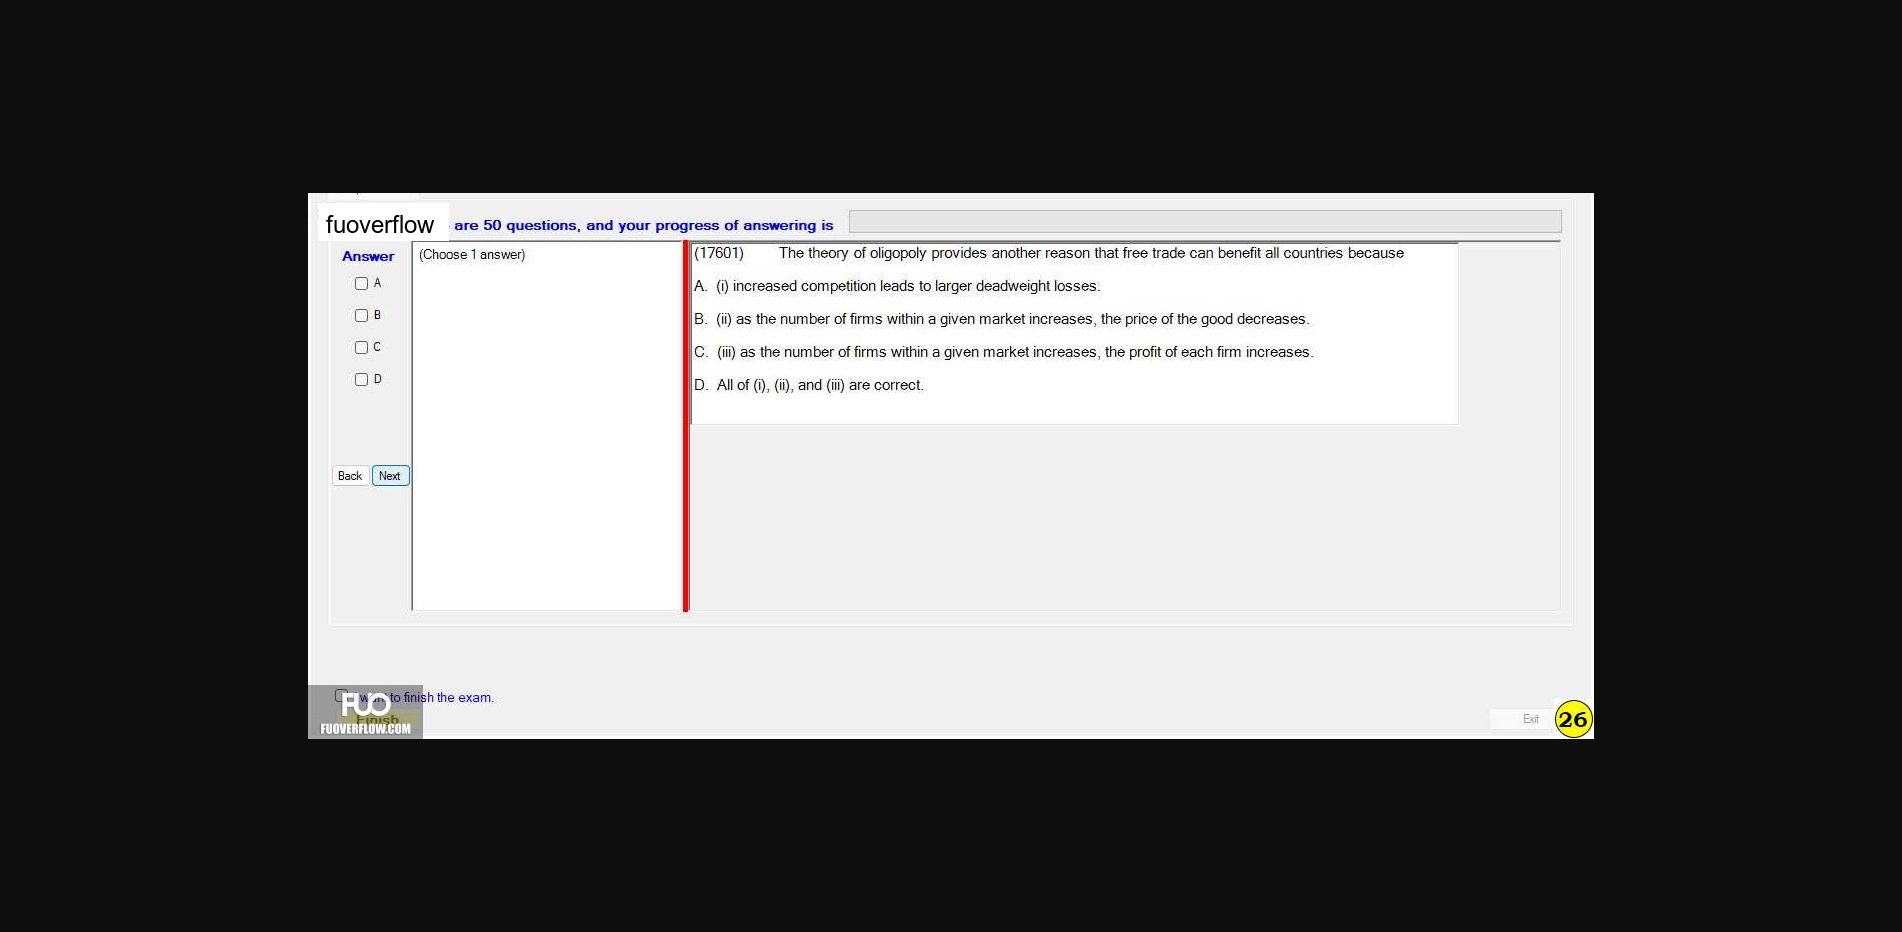 fuoverflow are 50 questions, and your progress of answering is
Answer
(Choose 1 answer)
A
B
C
D
Back Next
(17601) The theory of oligopoly provides another reason that free trade can benefit all countries because
A. (i) increased competition leads to larger deadweight losses.
B. (ii) as the number of firms within a given market increases, the price of the good decreases.
C. (iii) as the number of firms within a given market increases, the profit of each firm increases.
D. All of (i), (ii), and (iii) are correct.
want to finish the exam.
FUO
Finish
FUOVERFLOW.COM
Exit
26